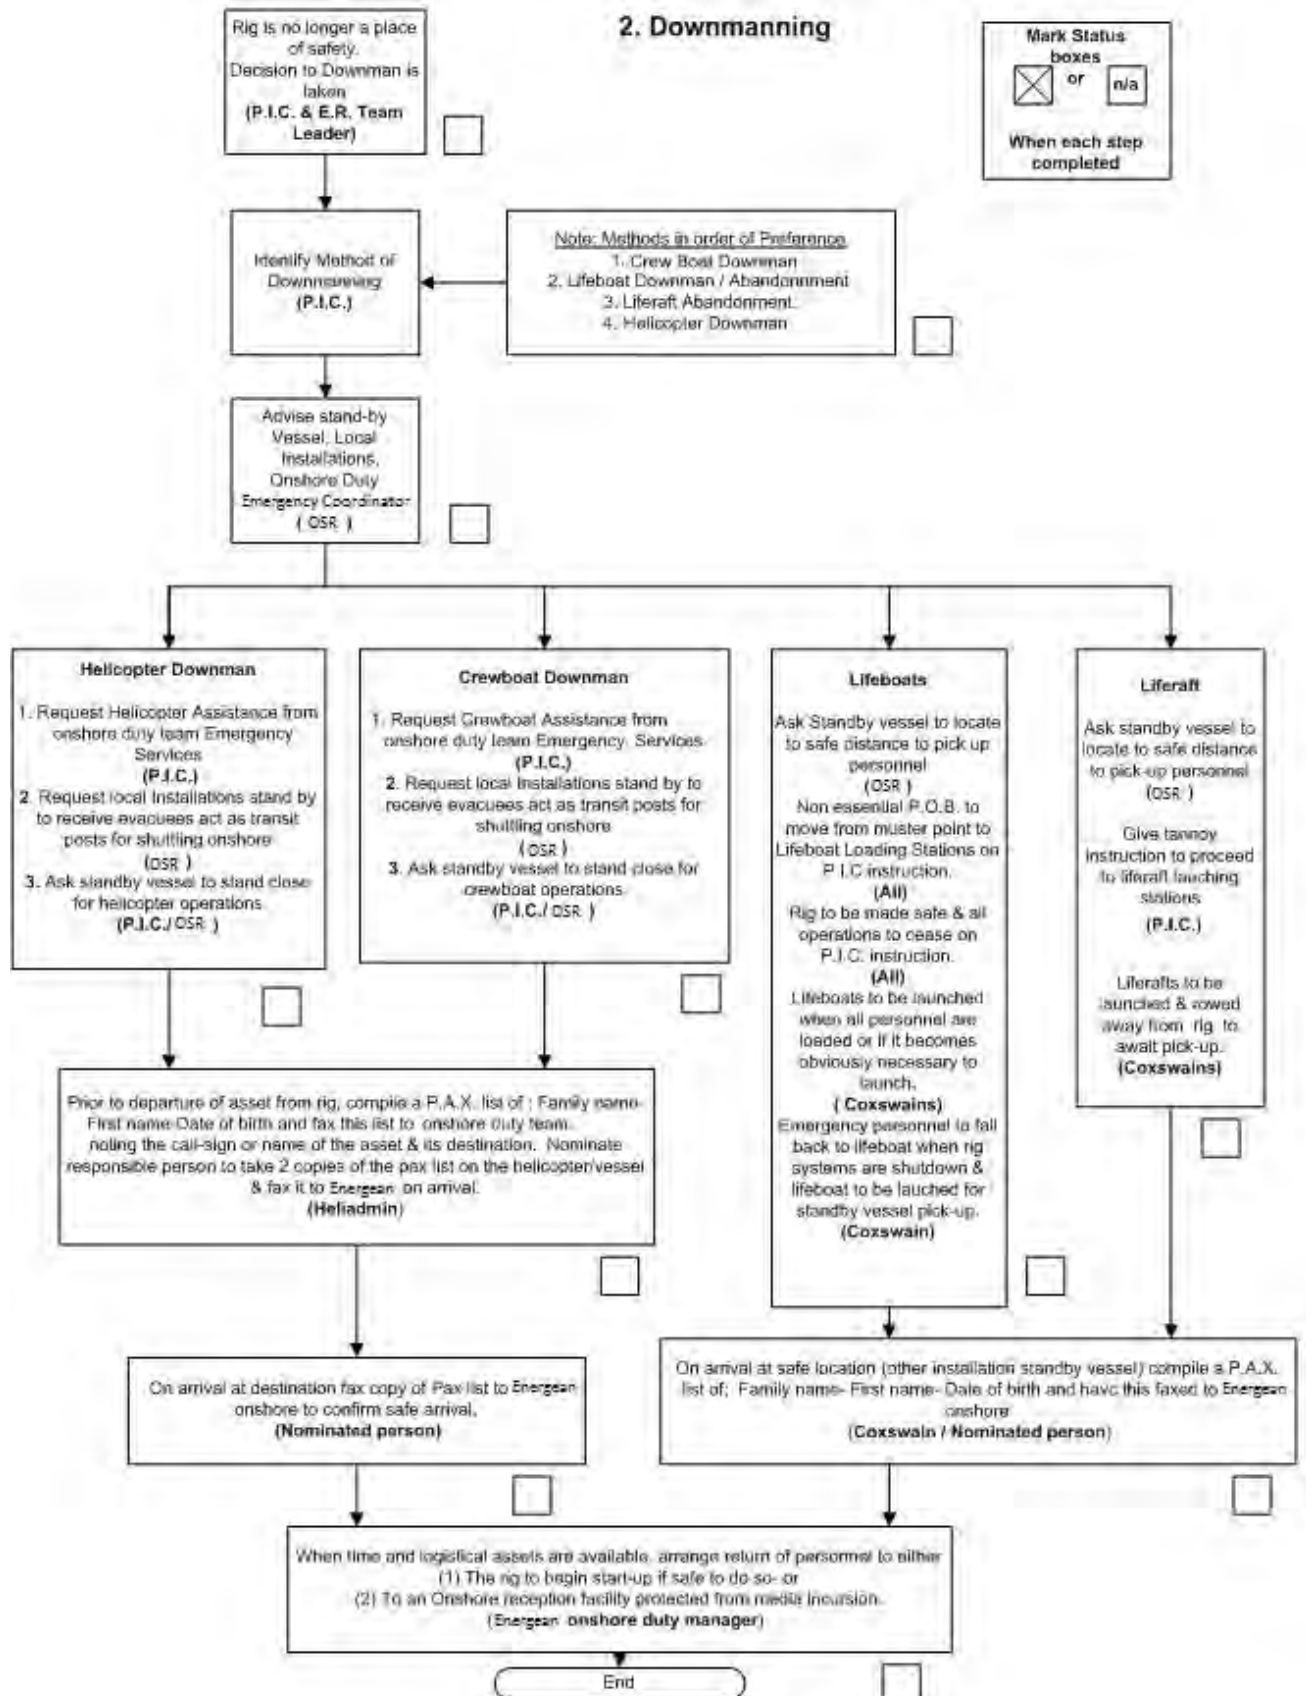 2. Downmanning
Rig is no longer a place
of safety.
Decision to Downman is
taken
(P.I.C. & E.R. Team
Leader)
Mark Status
boxes
or
n/a
When each step
completed
Identify Method of
Downmanning
(P.I.C.)
Note: Methods in order of Preference
1. Crew Boat Downman
2. Lifeboat Downman / Abandonnment
3. Liferaft Abandonment.
4. Helicopter Downman
Advise stand-by
Vessel, Local
Installations,
Onshore Duty
Emergency Coordinator
( OSR )
Helicopter Downman
1. Request Helicopter Assistance from
onshore duty team Emergency
Services
(P.I.C.)
2. Request local Installations stand by
to receive evacuees act as transit
posts for shuttling onshore
(OSR )
3. Ask standby vessel to stand close
for helicopter operations
(P.I.C./ OSR )
Crewboat Downman
1. Request Crewboat Assistance from
onshore duty team Emergency Services
(P.I.C.)
2. Request local Installations stand by to
receive evacuees act as transit posts for
shuttling onshore
( OSR )
3. Ask standby vessel to stand close for
crewboat operations
(P.I.C./ OSR )
Lifeboats
Ask Standby vessel to locate
to safe distance to pick up
personnel
(OSR )
Non essential P.O.B. to
move from muster point to
Lifeboat Loading Stations on
P.I.C instruction.
(All)
Rig to be made safe & all
operations to cease on
P.I.C. instruction.
(All)
Lifeboats to be launched
when all personnel are
loaded or if it becomes
obviously necessary to
launch.
( Coxswains)
Emergency personnel to fall
back to lifeboat when rig
systems are shutdown &
lifeboat to be lauched for
standby vessel pick-up.
(Coxswain)
Liferaft
Ask standby vessel to
locate to safe distance
to pick-up personnel
(OSR )
Give tannoy
instruction to proceed
to liferaft lauching
stations
(P.I.C.)
Liferafts to be
launched & rowed
away from rig to
await pick-up.
(Coxswains)
Prior to departure of asset from rig, compile a P.A.X. list of ; Family name-
First name-Date of birth and fax this list to onshore duty team.
noting the call-sign or name of the asset & its destination. Nominate
responsible person to take 2 copies of the pax list on the helicopter/vessel
& fax it to Energean on arrival.
(Heliadmin)
On arrival at destination fax copy of Pax list to Energean
onshore to confirm safe arrival.
(Nominated person)
On arrival at safe location (other installation standby vessel) compile a P.A.X.
list of; Family name- First name- Date of birth and have this faxed to Energean
onshore
(Coxswain / Nominated person)
When time and logistical assets are available, arrange return of personnel to either
(1) The rig to begin start-up if safe to do so- or
(2) To an Onshore reception facility protected from media incursion.
(Energean onshore duty manager)
End